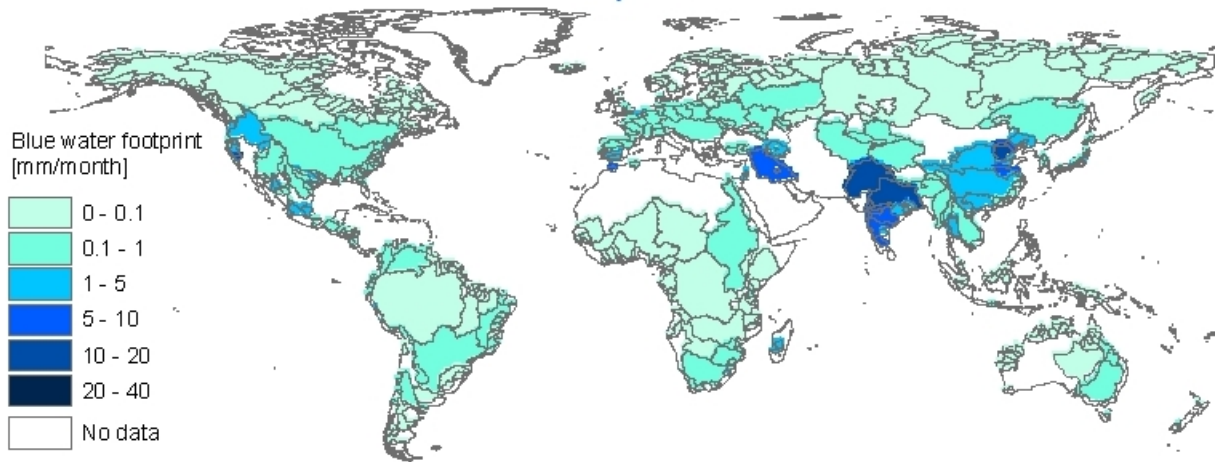 Blue water footprint
[mm/month]
0 - 0.1
0.1 - 1
1 - 5
5 - 10
10 - 20
20 - 40
No data